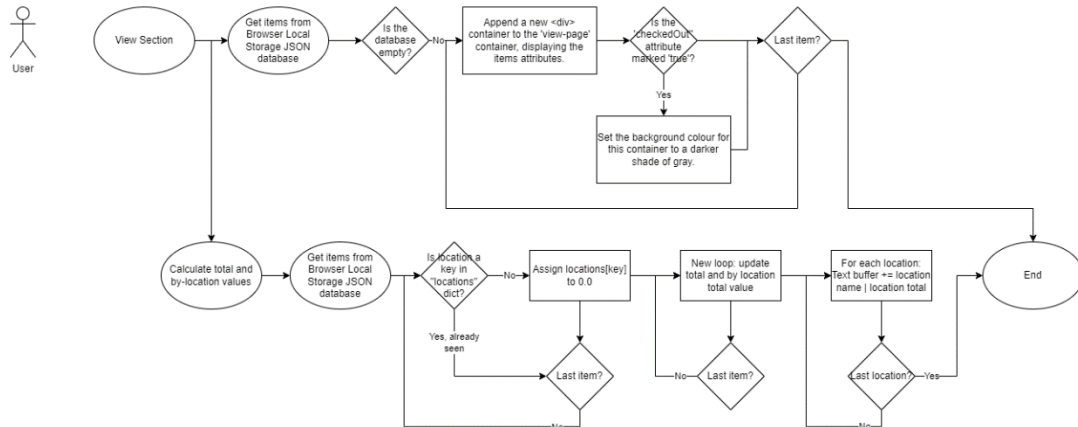 User
View Section
Get items from
Browser Local
Storage JSON
database
Is the
database
empty?
No
Append a new <div>
container to the 'view-page'
container, displaying the
items attributes.
Is the
'checkedOut"
attribute
marked 'true'?
Yes
Set the background colour for
this container to a darker
shade of gray.
Last item?
Calculate total and
by-location values
Get items from
Browser Local
Storage JSON
database
Is location a
key in
"locations"
dict?
No
Yes, already
seen
Assign locations[key]
to 0.0
Last item?
No
New loop: update
total and by location
total value
Last item?
No
For each location:
Text buffer += location
name | location total
Last location?
Yes
No
End